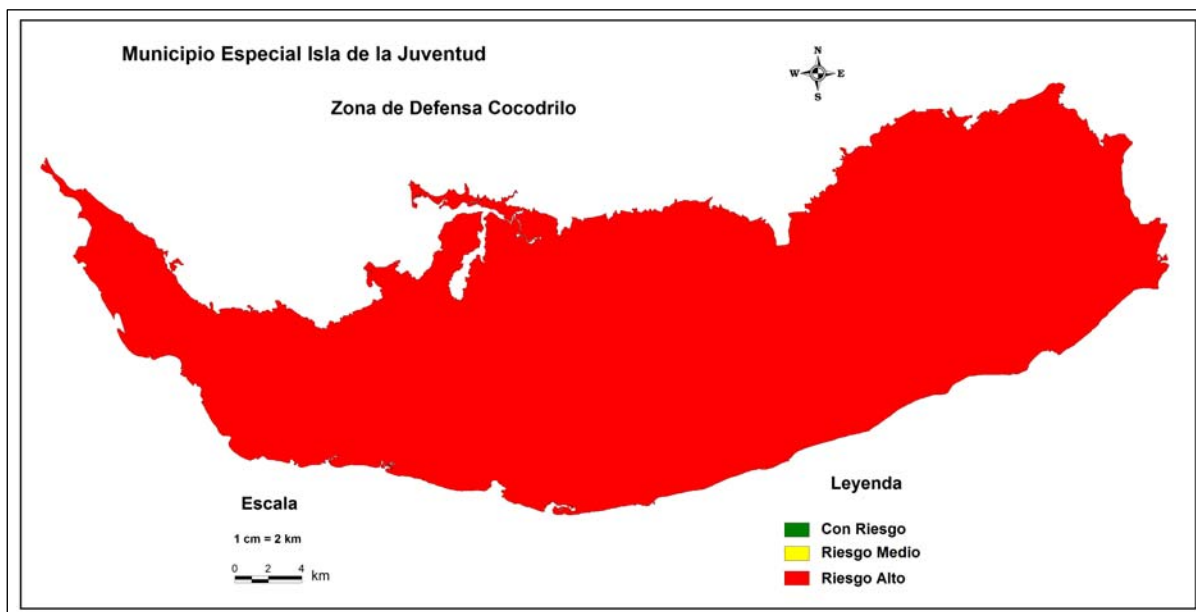 Municipio Especial Isla de la Juventud
Zona de Defensa Cocodrilo
N
W E
S
Escala
1 cm = 2 km
0 2 4
km
Leyenda
Con Riesgo
Riesgo Medio
Riesgo Alto